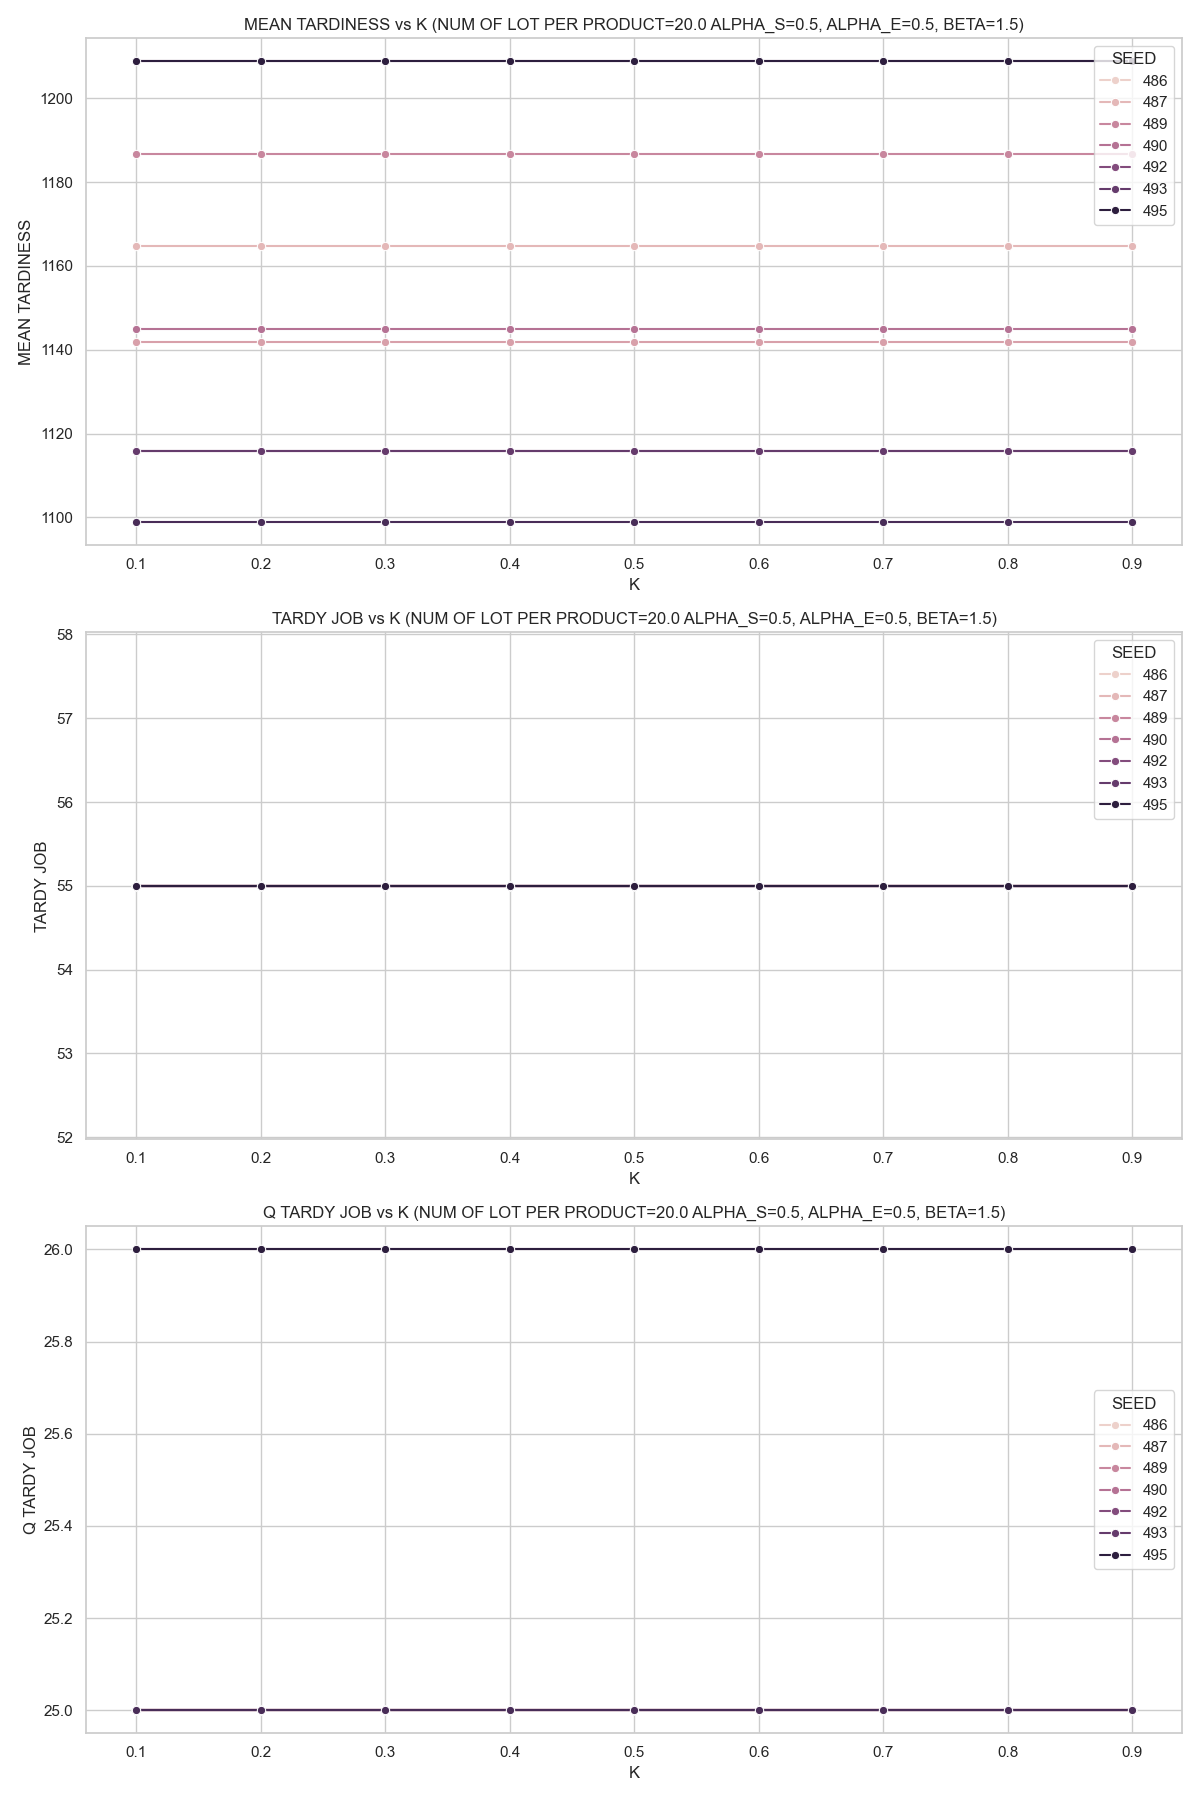 MEAN TARDINESS vs K (NUM OF LOT PER PRODUCT=20.0 ALPHA_S=0.5, ALPHA_E=0.5, BETA=1.5)
SEED
486
487
489
490
492
493
495
1200
1180
1160
1140
1120
1100
MEAN TARDINESS
0.1 0.2 0.3 0.4 0.5 0.6 0.7 0.8 0.9
K
TARDY JOB vs K (NUM OF LOT PER PRODUCT=20.0 ALPHA_S=0.5, ALPHA_E=0.5, BETA=1.5)
SEED
486
487
489
490
492
493
495
58
57
56
55
54
53
52
TARDY JOB
0.1 0.2 0.3 0.4 0.5 0.6 0.7 0.8 0.9
K
Q TARDY JOB vs K (NUM OF LOT PER PRODUCT=20.0 ALPHA_S=0.5, ALPHA_E=0.5, BETA=1.5)
SEED
486
487
489
490
492
493
495
26.0
25.8
25.6
25.4
25.2
25.0
Q TARDY JOB
0.1 0.2 0.3 0.4 0.5 0.6 0.7 0.8 0.9
K